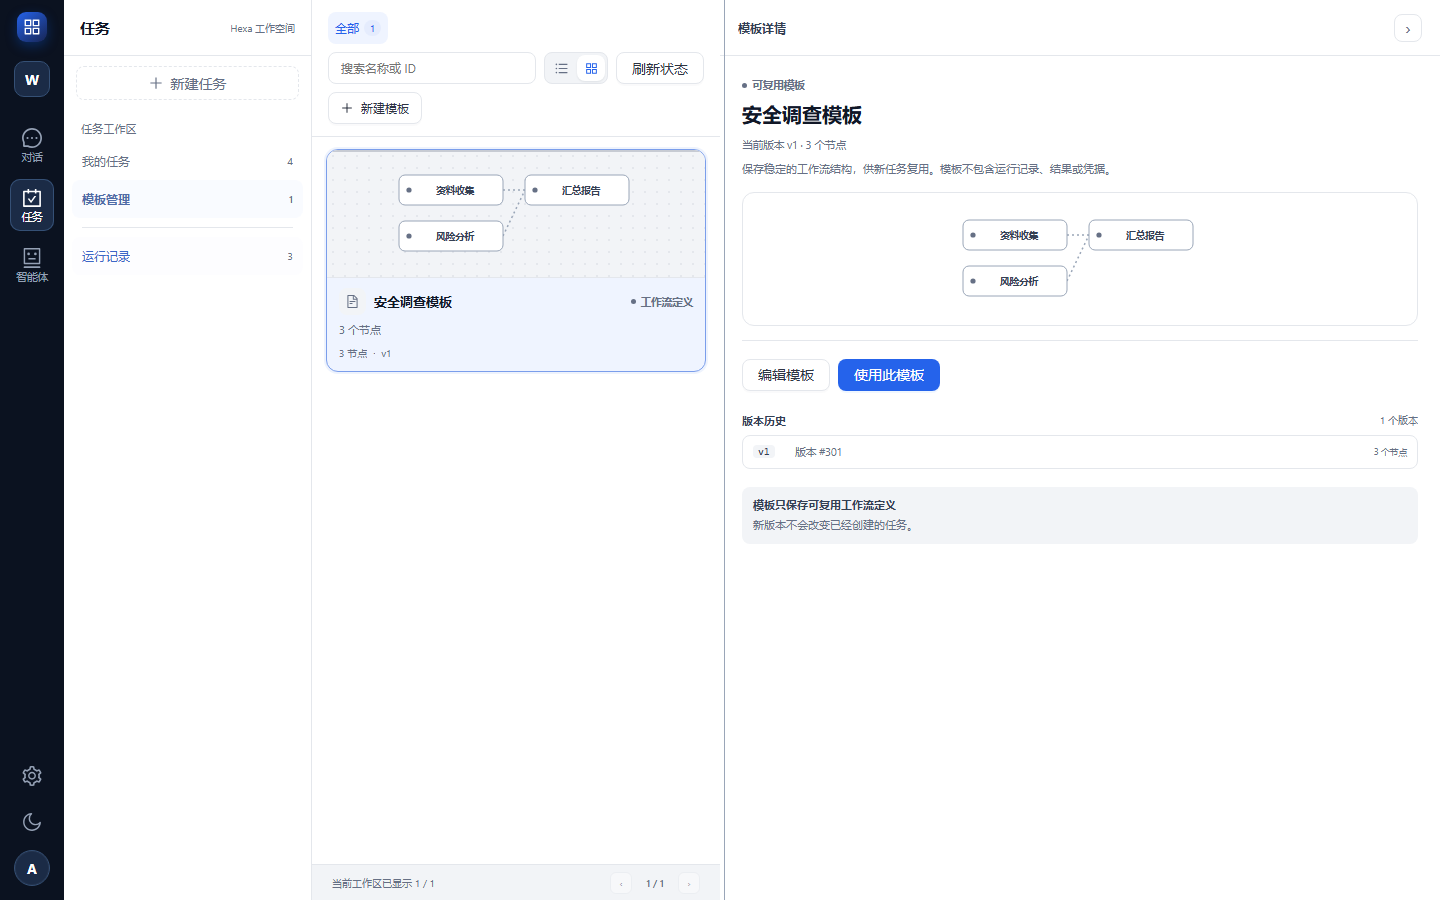 W
对话
任务
智能体
A
任务
Hexa 工作空间
新建任务
任务工作区
我的任务 4
模板管理 1
运行记录 3
全部 1
搜索名称或 ID
刷新状态
新建模板
资料收集
汇总报告
风险分析
安全调查模板
工作流定义
3 个节点
3 节点 · v1
当前工作区已显示 1 / 1
‹ 1 / 1 ›
模板详情
›
可复用模板
安全调查模板
当前版本 v1 · 3 个节点
保存稳定的工作流结构，供新任务复用。模板不包含运行记录、结果或凭据。
资料收集
汇总报告
风险分析
编辑模板
使用此模板
版本历史 1 个版本
v1 版本 #301 3 个节点
模板只保存可复用工作流定义
新版本不会改变已经创建的任务。